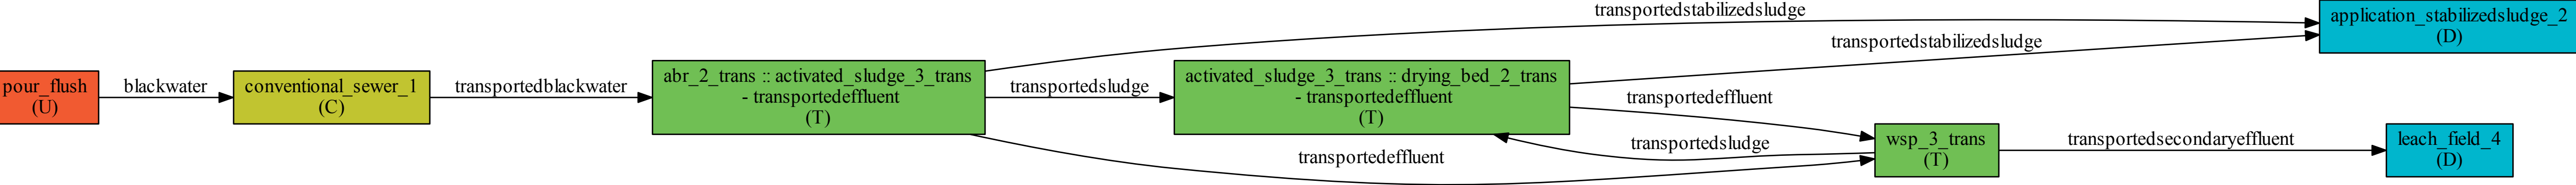 transportedstabilizedsludge
application_stabilizedsludge_2
(D)
transportedstabilizedsludge
pour_flush
(U)
blackwater
conventional_sewer_1
(C)
transportedblackwater
abr_2_trans :: activated_sludge_3_trans
- transportedeffluent
(T)
transportedsludge
activated_sludge_3_trans :: drying_bed_2_trans
- transportedeffluent
(T)
transportedeffluent
transportedsludge
transportedeffluent
wsp_3_trans
(T)
transportedsecondaryeffluent
leach_field_4
(D)